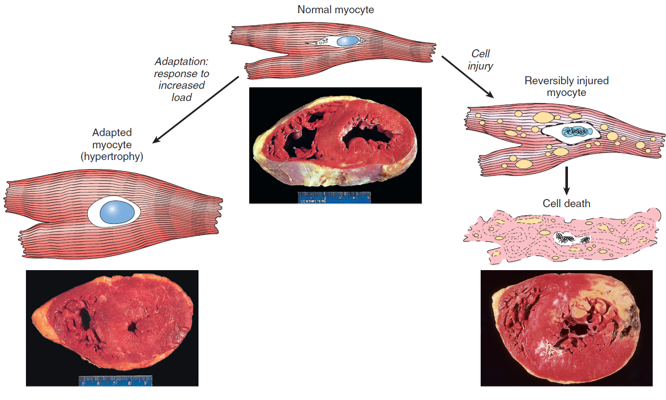 Normal myocyte
Adaptation:
response to
increased
load
Cell
injury
Reversibly injured
myocyte
Adapted
myocyte
(hypertrophy)
Cell death